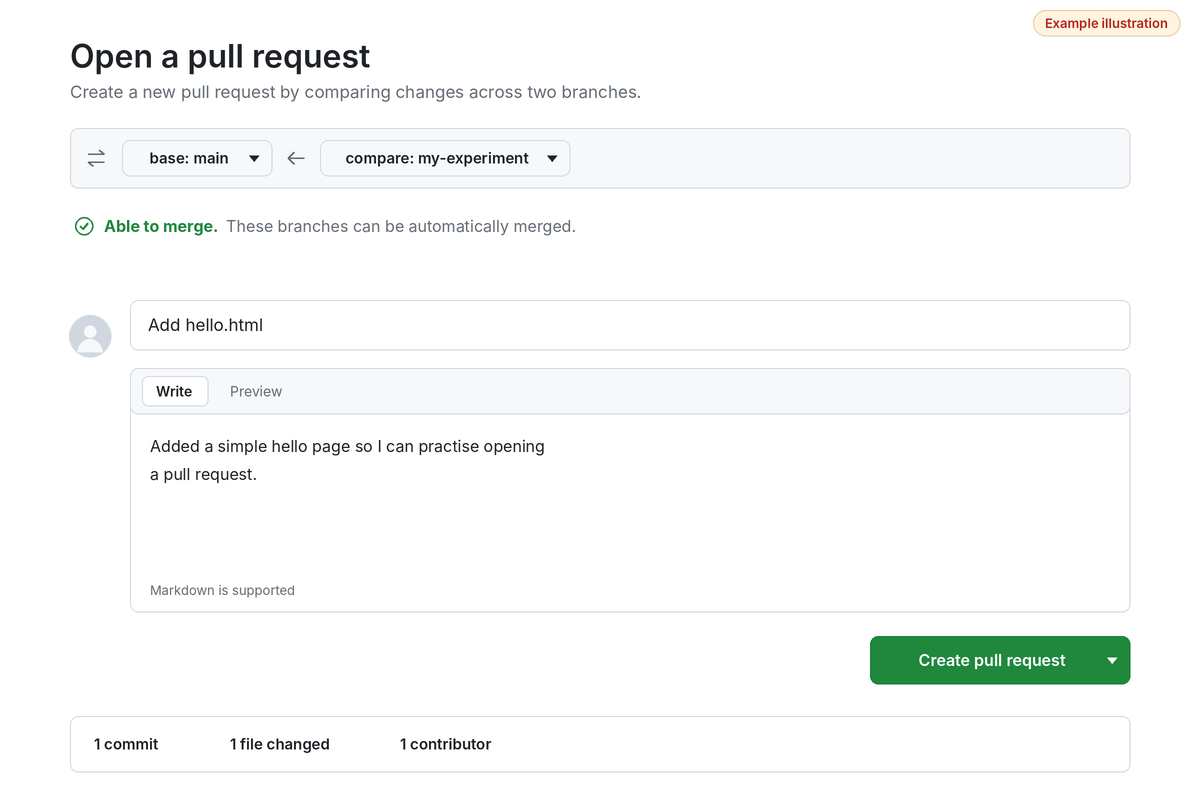 Example illustration
Open a pull request
Create a new pull request by comparing changes across two branches.
base: main compare: my-experiment
Able to merge. These branches can be automatically merged.
Add hello.html
Write Preview
Added a simple hello page so I can practise opening
a pull request.
Markdown is supported
Create pull request
1 commit 1 file changed 1 contributor